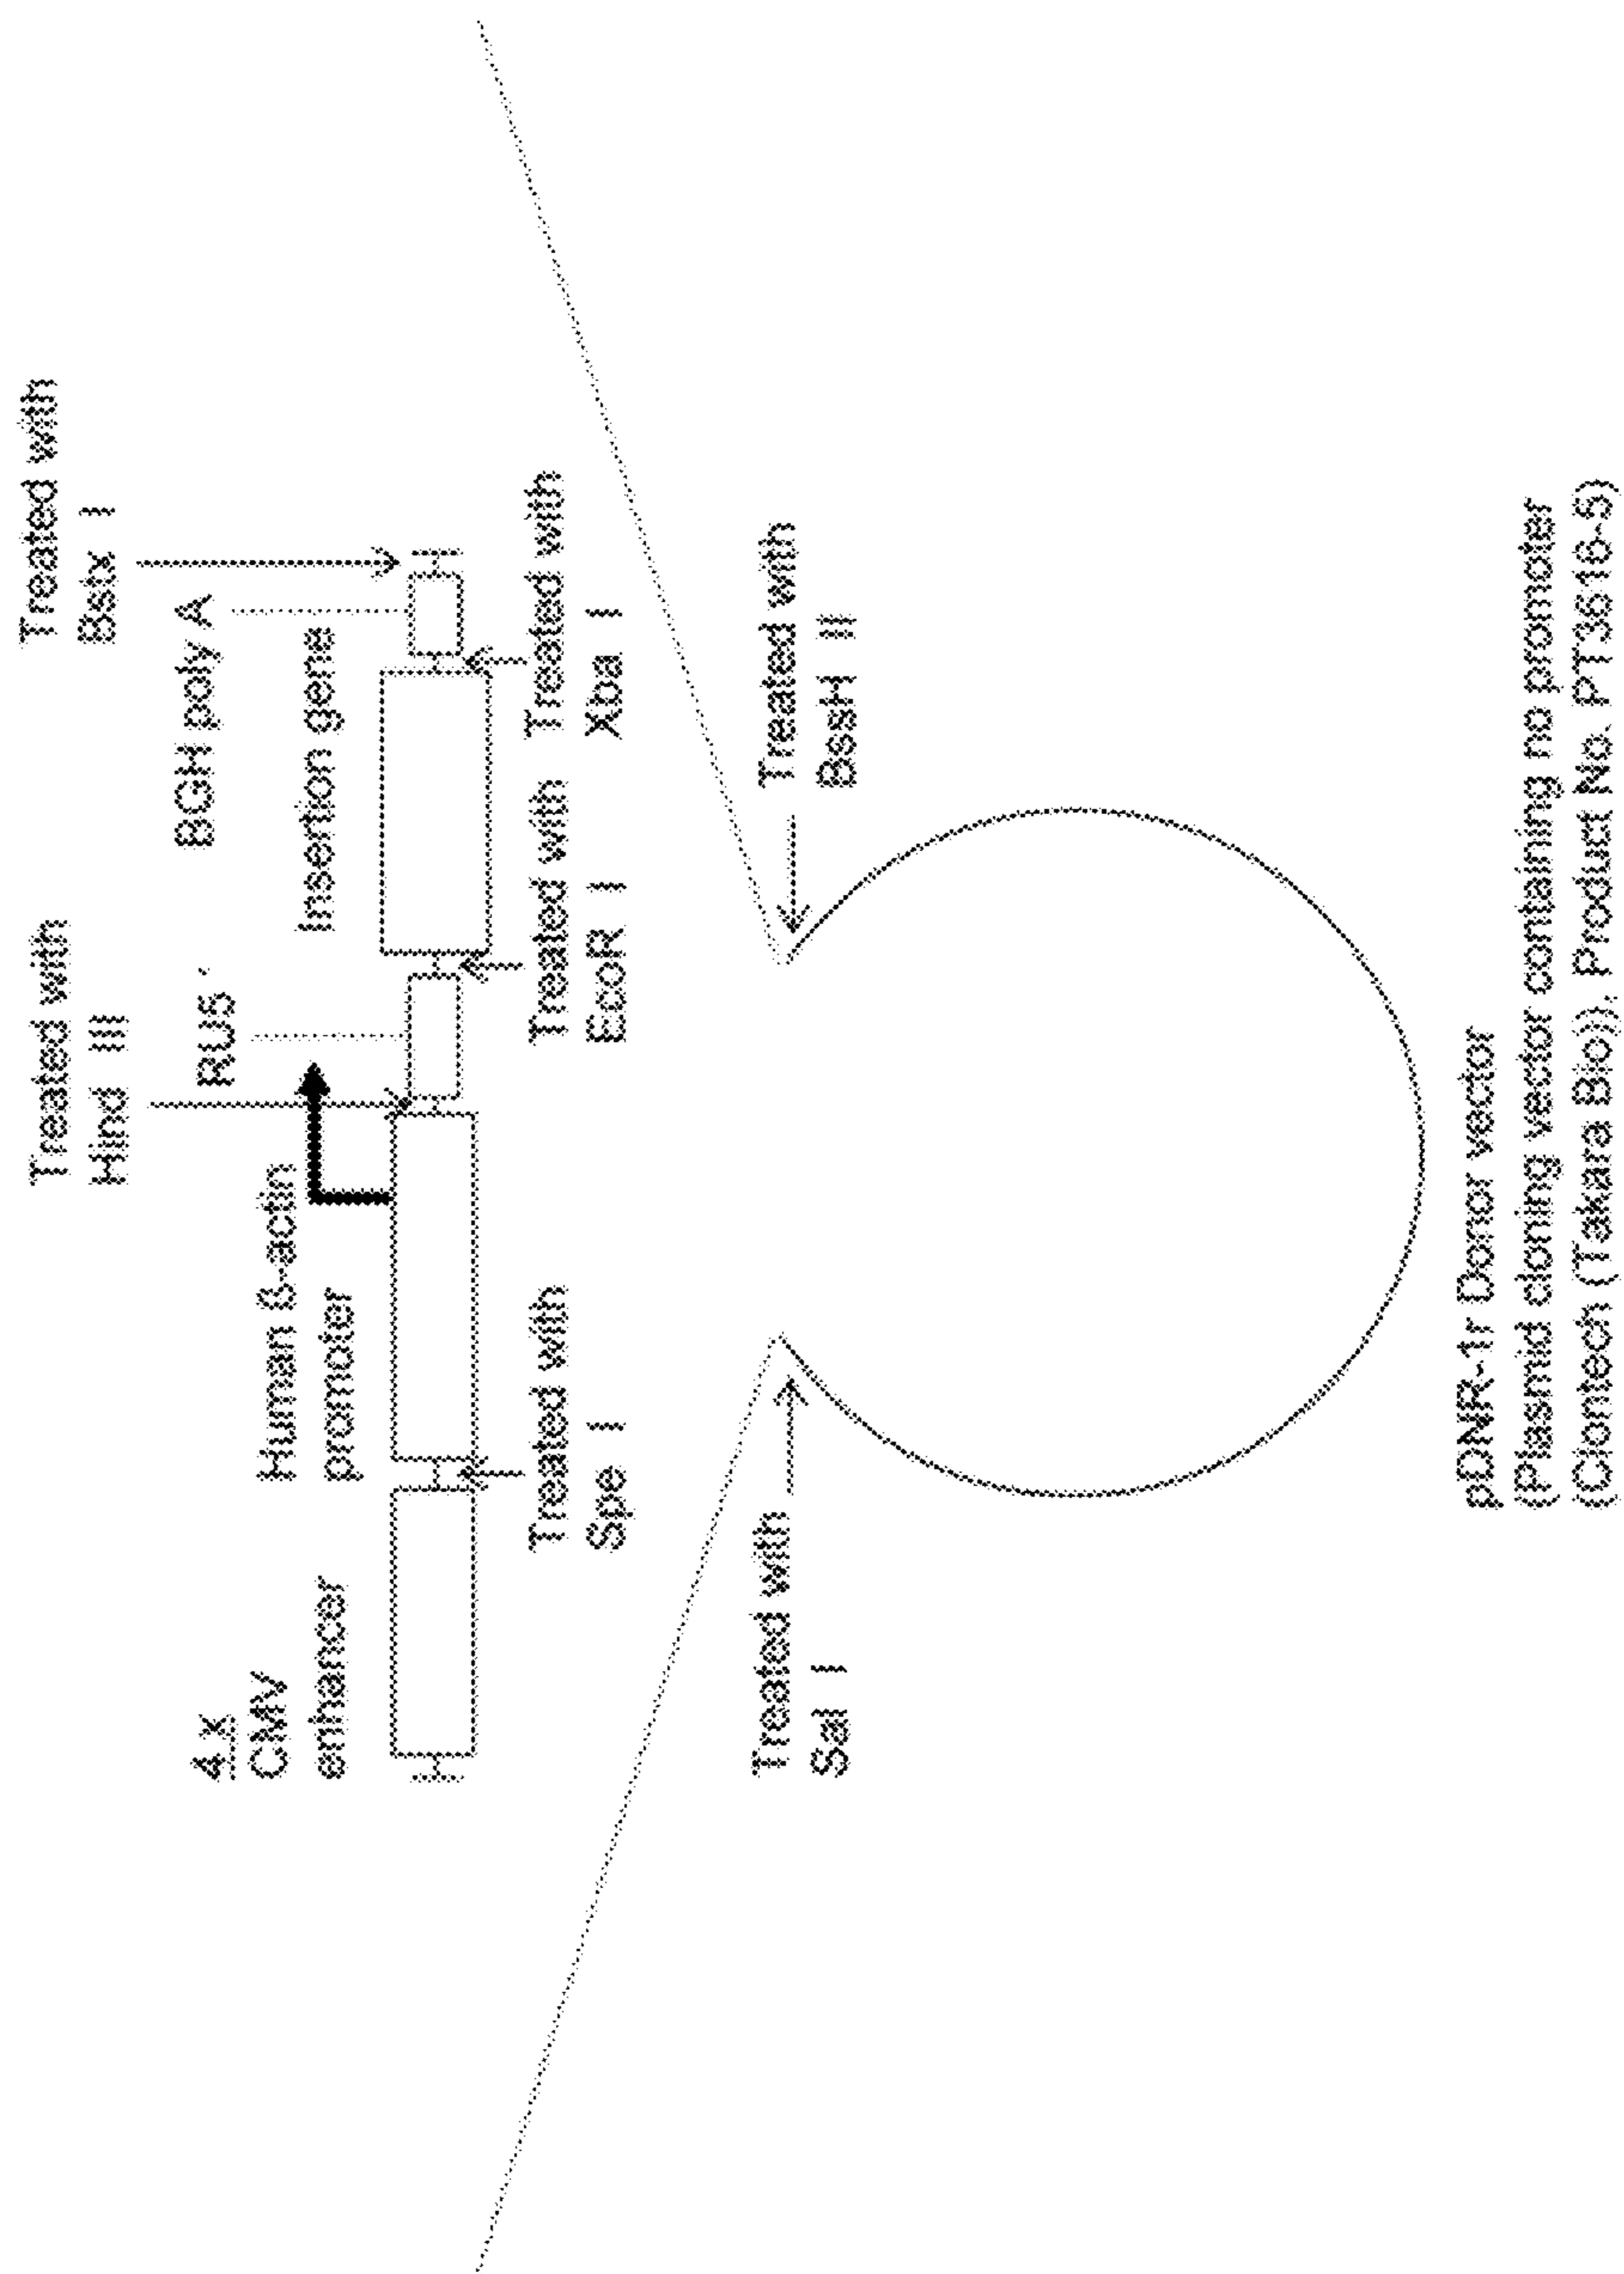 4 x
CMV
enhancer
Human ß-actin
promoter
Treated with
Hind III
RU5'
Insertion gene
BGH poly A
Treated with
Bstx I
Treated with
Spe I
Treated with
EcoR I
Treated with
Xba I
Treated with
Sal I
Treated with
BssH II
pDNR-1r Donor vector
(Plasmid cloning vector containing no promoter
(Clontech (Takara Bio)), Product No. PT3616-5)